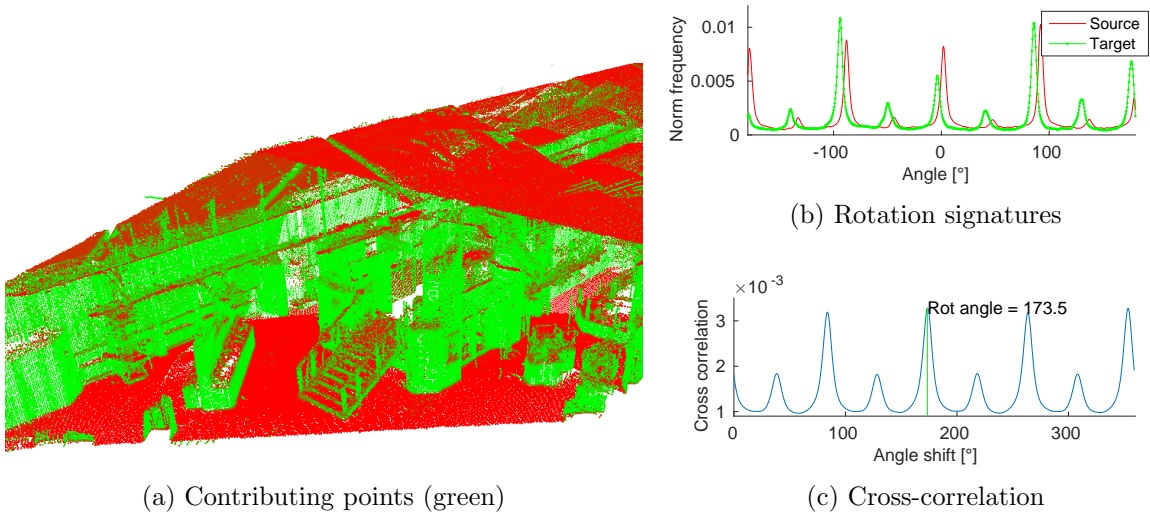 0.01
0.005
0
Norm frequency
Source
Target
-100
0
100
Angle [°]
(b) Rotation signatures
× 10⁻³
3
2
1
Cross correlation
Rot angle = 173.5
0
100
200
300
Angle shift [°]
(a) Contributing points (green)
(c) Cross-correlation